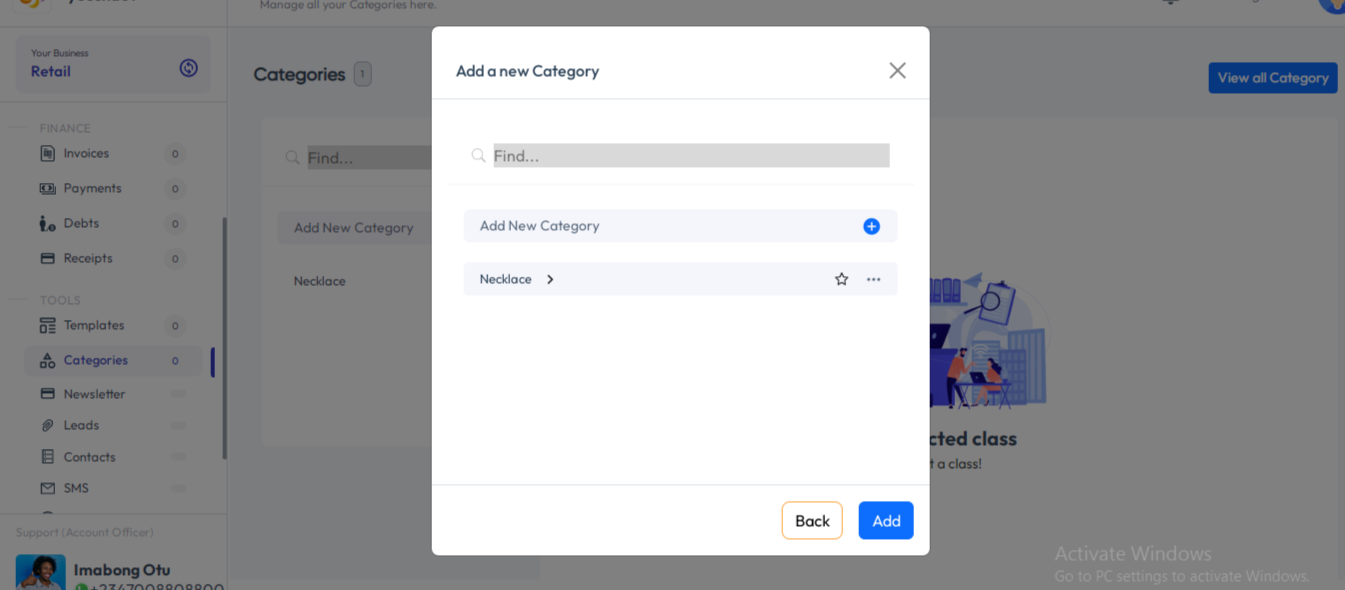 Manage all your Categories here.
Your Business
Retail
Categories 1
View all Category
FINANCE
Invoices 0
Payments 0
Debts 0
Receipts 0
TOOLS
Templates 0
Categories 0
Newsletter
Leads
Contacts
SMS
Support (Account Officer)
Imabong Otu
Find...
Add New Category
Necklace
Add a new Category
Find...
Add New Category
Necklace
Back
Add
cted class
t a class!
Activate Windows
Go to PC settings to activate Windows.